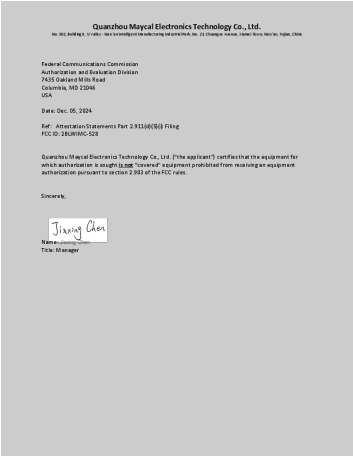 Quanzhou Maycal Electronics Technology Co., Ltd.
Federal Communications Commission
Authorization and Evaluation Division
7435 Oakland Mills Road
Columbia, MD 21046
USA
Date: Dec. 05, 2024
Ref: Attestation Statements Part 2.911(d)(5)(i) Filing
FCC ID: 2BLWIMC-528
Quanzhou Maycal Electronics Technology Co., Ltd. ("the applicant") certifies that the equipment for
which authorization is sought is not "covered" equipment prohibited from receiving an equipment
authorization pursuant to section 2.903 of the FCC rules.
Sincerely,
Jiaxing Chen
Name: Jiaxing Chen
Title: Manager